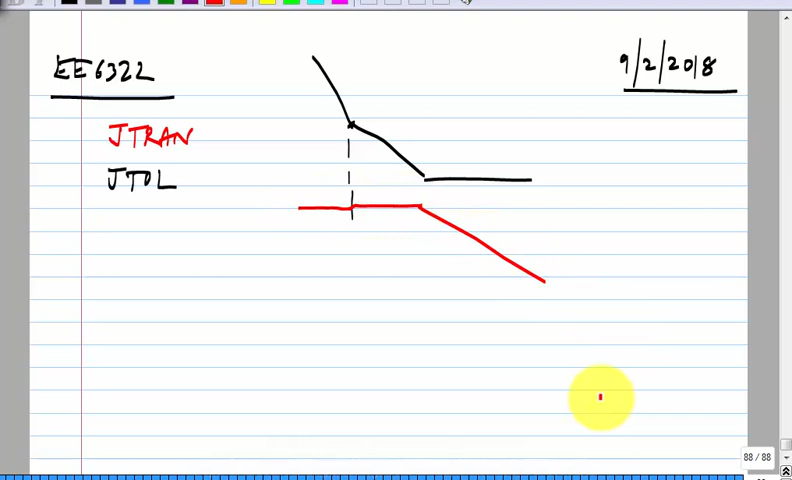 EE6322
9/2/2018
JTRAN
JTOL
88 / 88